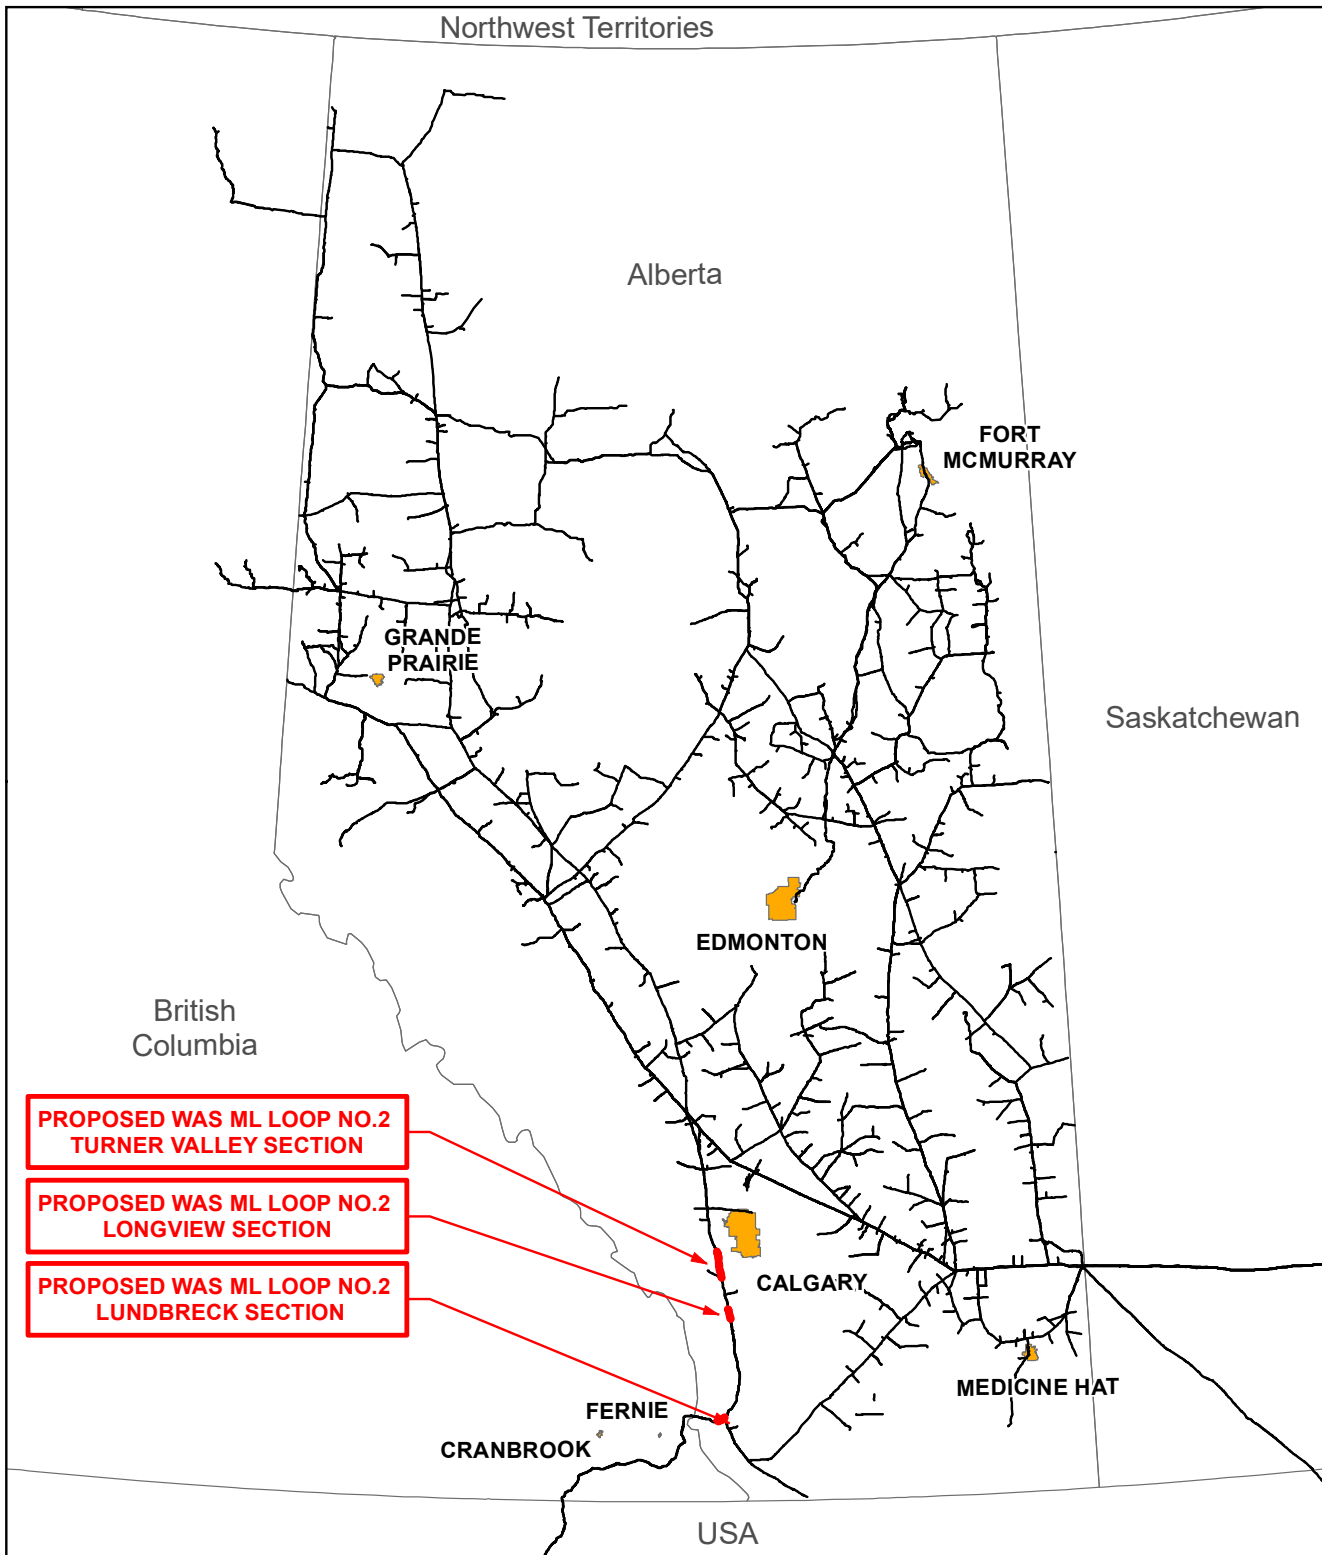 Northwest Territories
Alberta
FORT
MCMURRAY
GRANDE
PRAIRIE
Saskatchewan
EDMONTON
British
Columbia
PROPOSED WAS ML LOOP NO.2
TURNER VALLEY SECTION
PROPOSED WAS ML LOOP NO.2
LONGVIEW SECTION
PROPOSED WAS ML LOOP NO.2
LUNDBRECK SECTION
CALGARY
MEDICINE HAT
FERNIE
CRANBROOK
USA